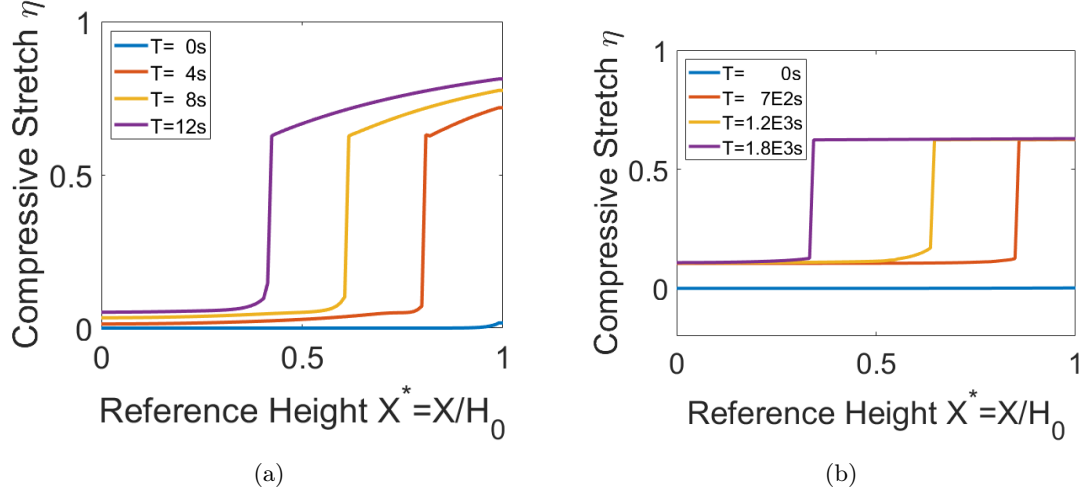 Compressive Stretch η
1
0.5
0
T= 0s
T= 4s
T= 8s
T=12s
0
0.5
1
Reference Height X*=X/H₀
(a)
Compressive Stretch η
1
0.5
0
T= 0s
T= 7E2s
T=1.2E3s
T=1.8E3s
0
0.5
1
Reference Height X*=X/H₀
(b)